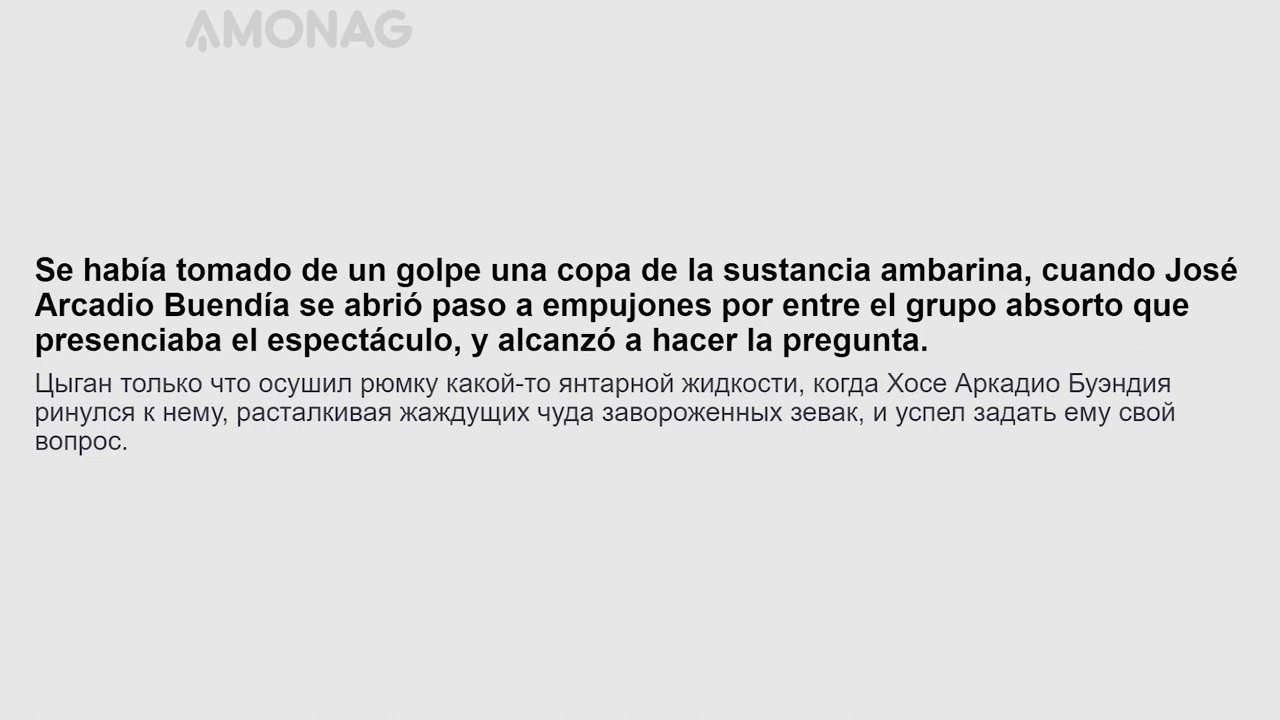 AMONAG
Se había tomado de un golpe una copa de la sustancia ambarina, cuando José
Arcadio Buendía se abrió paso a empujones por entre el grupo absorto que
presenciaba el espectáculo, y alcanzó a hacer la pregunta.
Цыган только что осушил рюмку какой-то янтарной жидкости, когда Хосе Аркадио Буэндия
ринулся к нему, расталкивая жаждущих чуда завороженных зевак, и успел задать ему свой
вопрос.